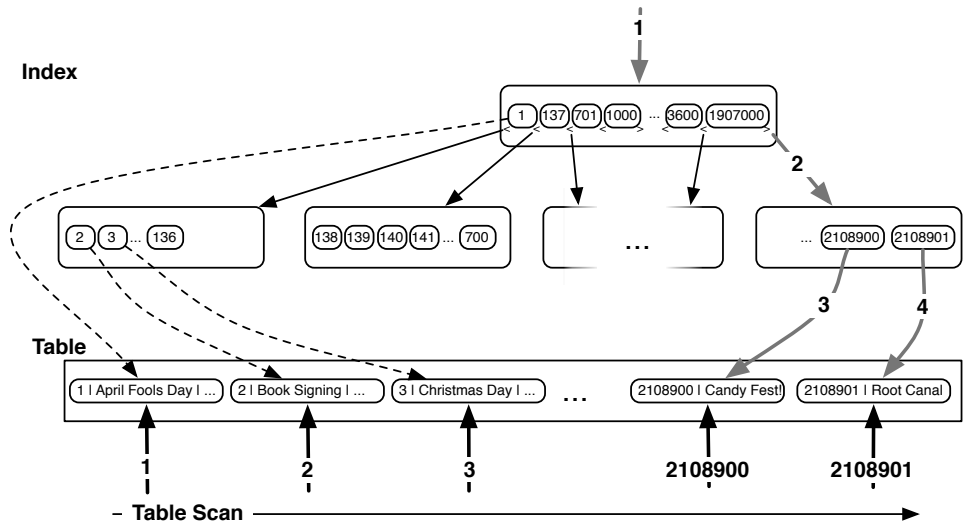 1
Index
1 137 701 1000 ... 3600 1907000
< < < < > < < >
2
2 3 ... 136
138 139 140 141 ... 700
...
... 2108900 2108901
3
4
Table
1 | April Fools Day | ...
2 | Book Signing | ...
3 | Christmas Day | ...
...
2108900 | Candy Fest!
2108901 | Root Canal
1
2
3
2108900
2108901
Table Scan